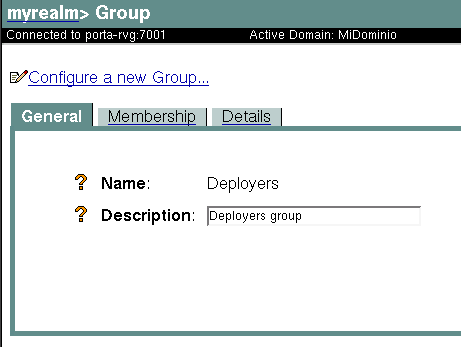 myrealm> Group
Connected to porta-rvg:7001 Active Domain: MiDominio
Configure a new Group...
General Membership Details
? Name: Deployers
? Description: Deployers group